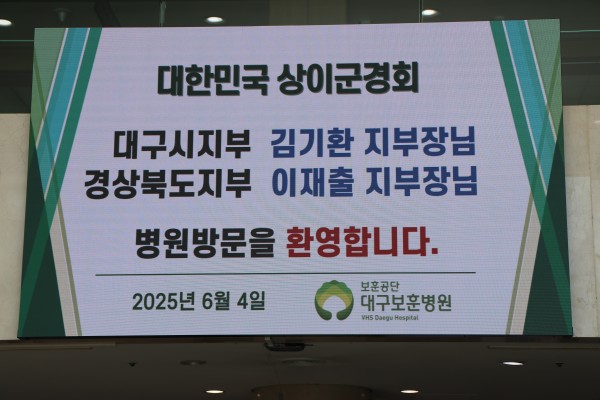 대한민국 상이군경회
대구시지부 김기환 지부장님
경상북도지부 이재출 지부장님
병원방문을 환영합니다.
2025년 6월 4일
보훈공단
대구보훈병원
VHS Daegu Hospital